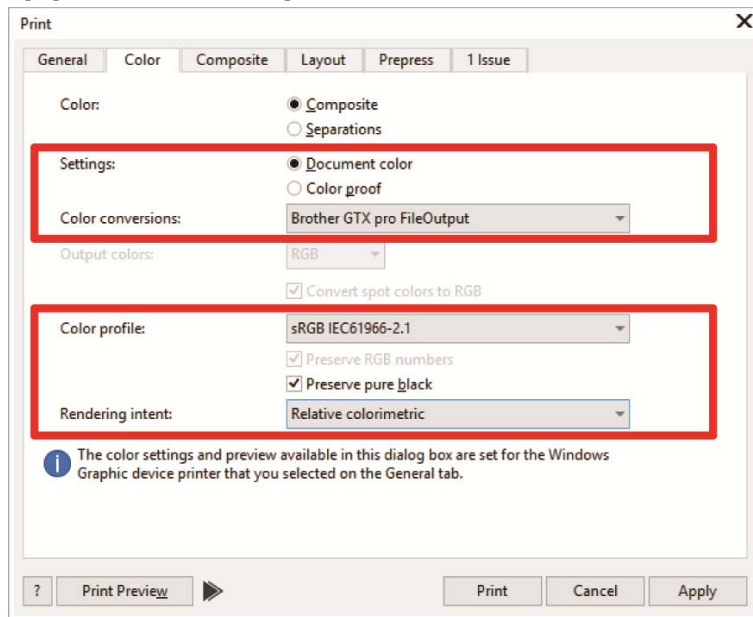 Print X
General Color Composite Layout Prepress 1 Issue
Color: Composite
Separations
Settings: Document color
Color proof
Color conversions: Brother GTX pro FileOutput
Output colors: RGB
Convert spot colors to RGB
Color profile: sRGB IEC61966-2.1
Preserve RGB numbers
Preserve pure black
Rendering intent: Relative colorimetric
i The color settings and preview available in this dialog box are set for the Windows
Graphic device printer that you selected on the General tab.
? Print Preview Print Cancel Apply